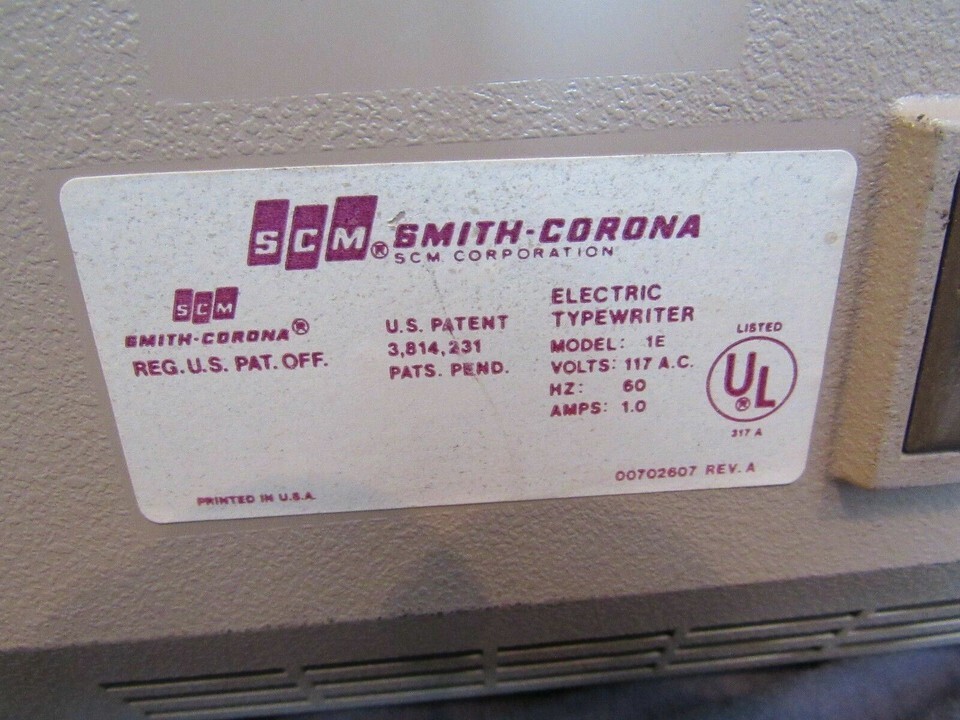 SCM® SMITH-CORONA
SCM CORPORATION
SCM
SMITH-CORONA®
REG. U.S. PAT. OFF.
U.S. PATENT
3,814,231
PATS. PEND.
ELECTRIC
TYPEWRITER
MODEL: 1E
VOLTS: 117 A.C.
HZ: 60
AMPS: 1.0
LISTED
UL®
317 A
00702607 REV. A
PRINTED IN U.S.A.